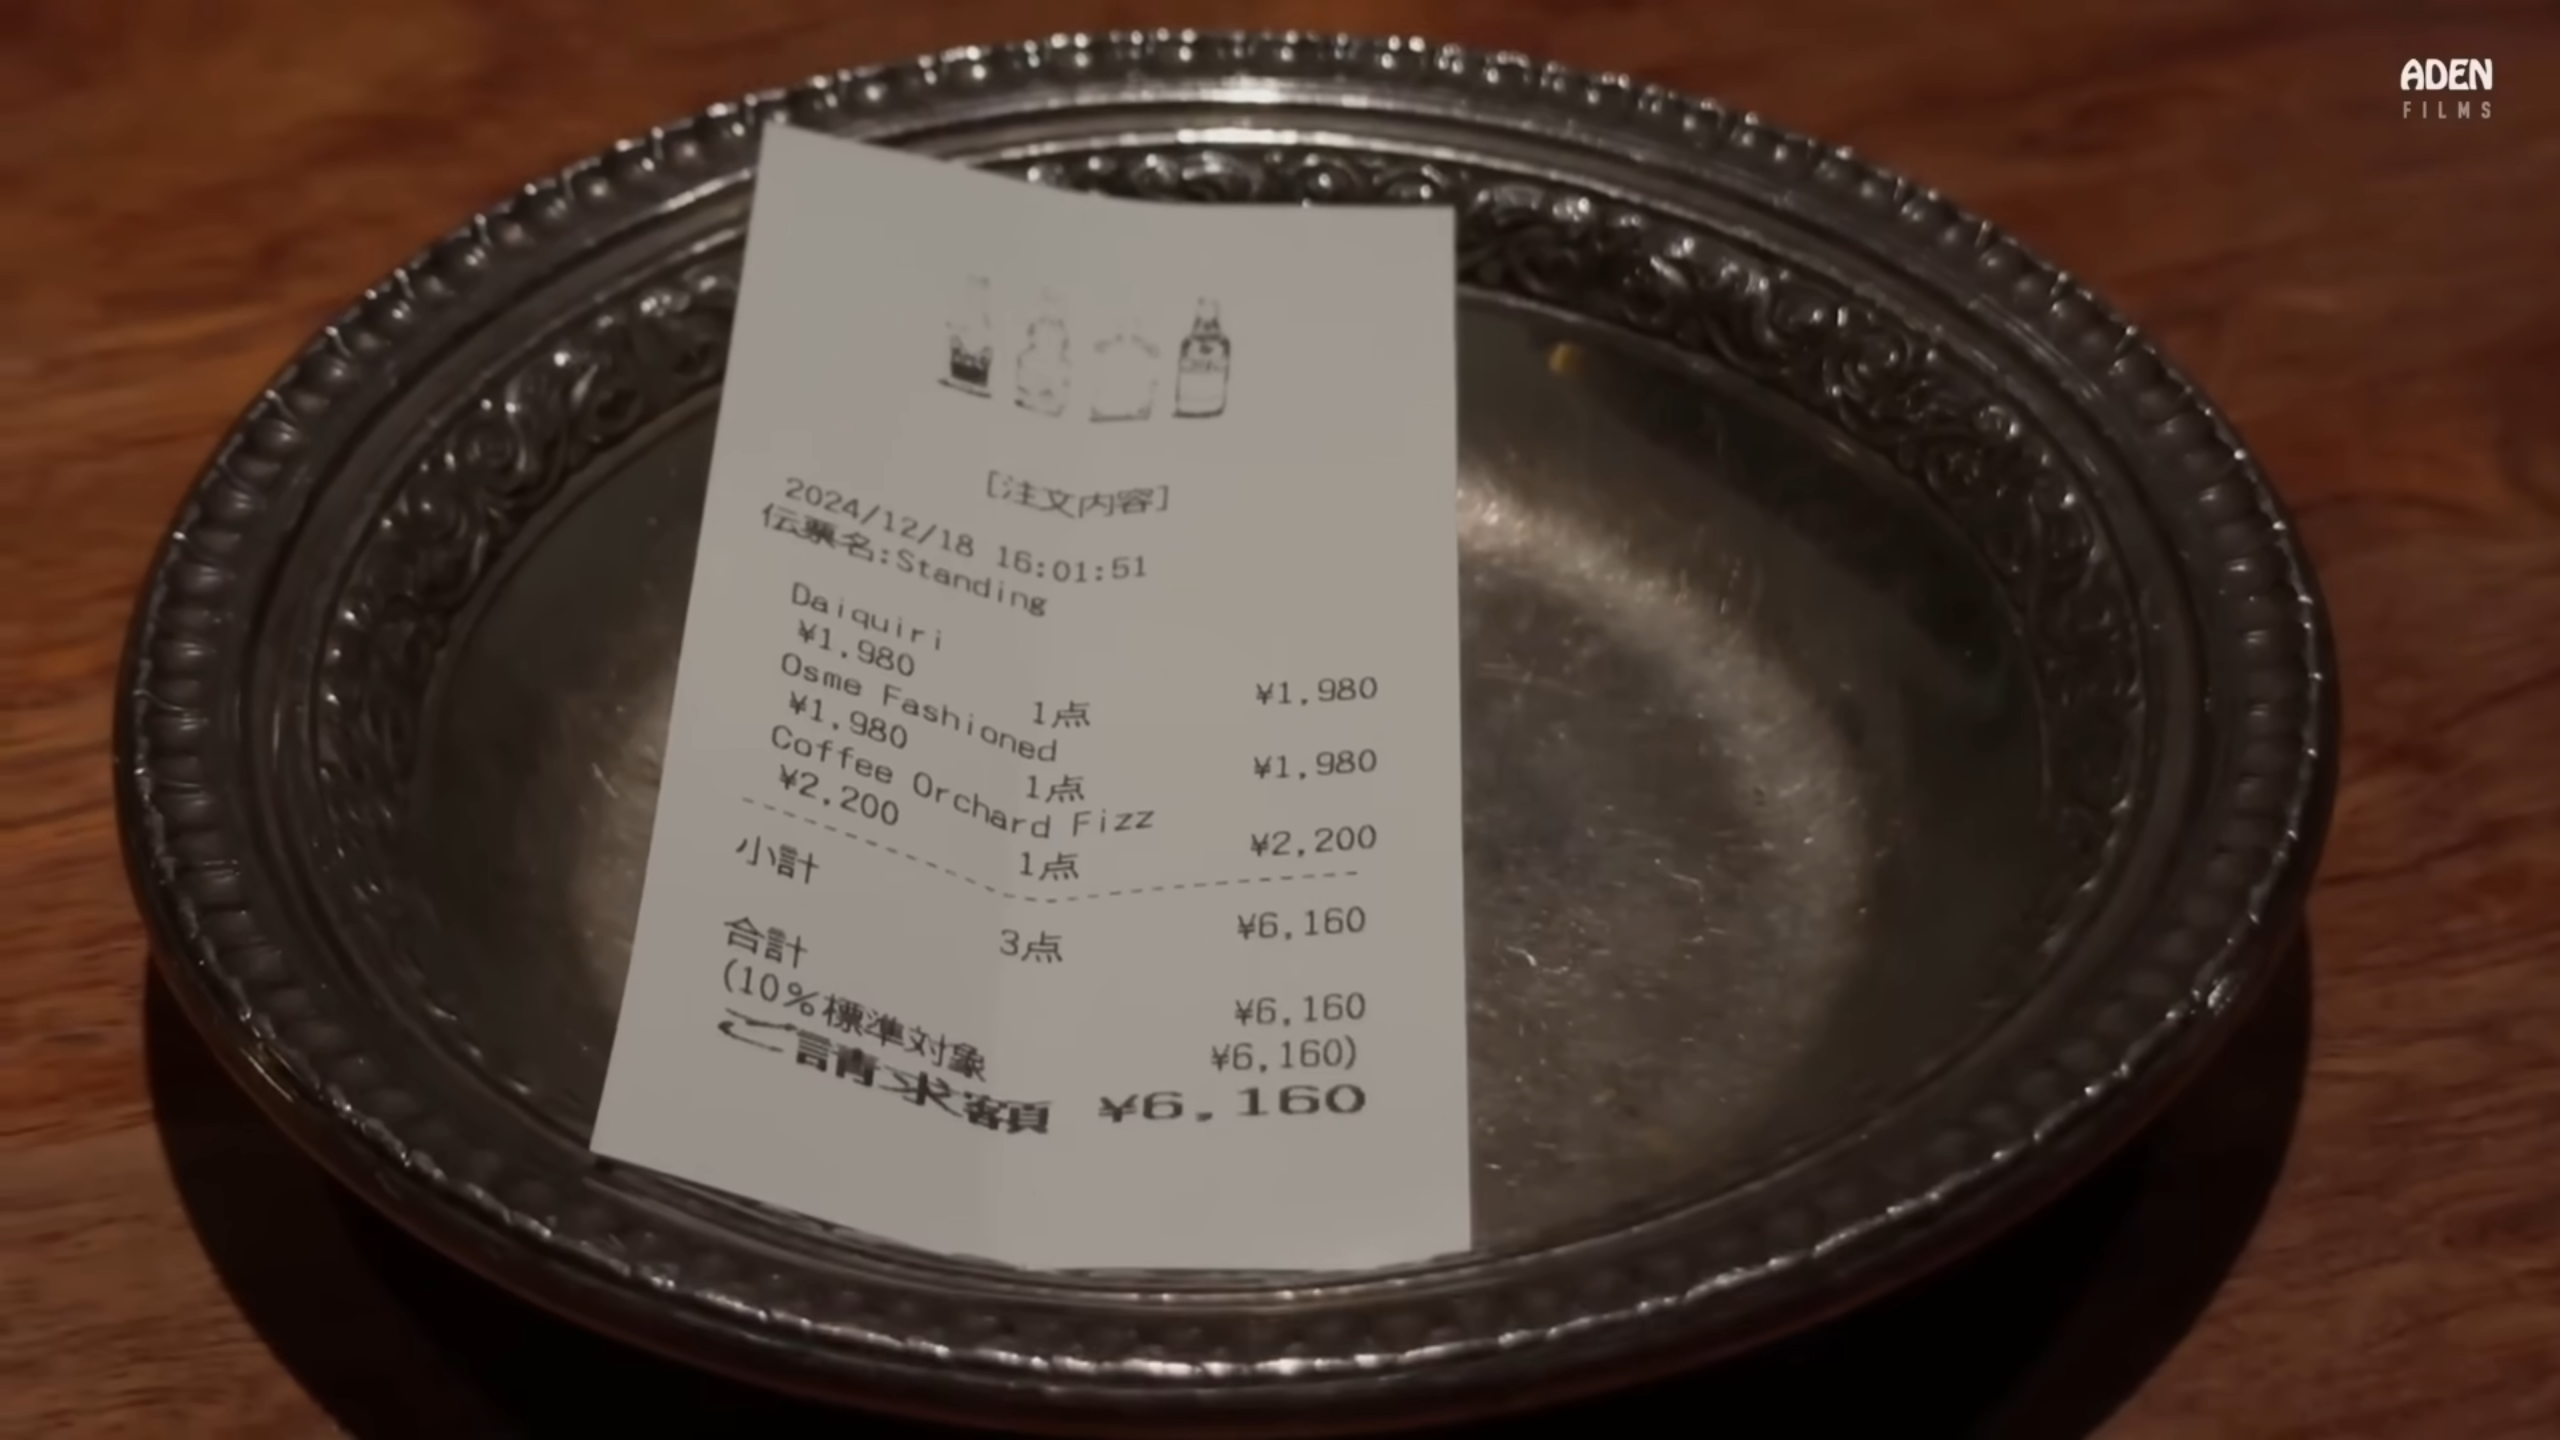 ADEN
FILMS
[注文内容]
2024/12/18 16:01:51
伝票名:Standing
Daiquiri
¥1,980 1点 ¥1,980
Osme Fashioned
¥1,980 1点 ¥1,980
Coffee Orchard Fizz
¥2,200 1点 ¥2,200
小計 3点 ¥6,160
合計 ¥6,160
(10%標準対象 ¥6,160)
ご請求額 ¥6,160